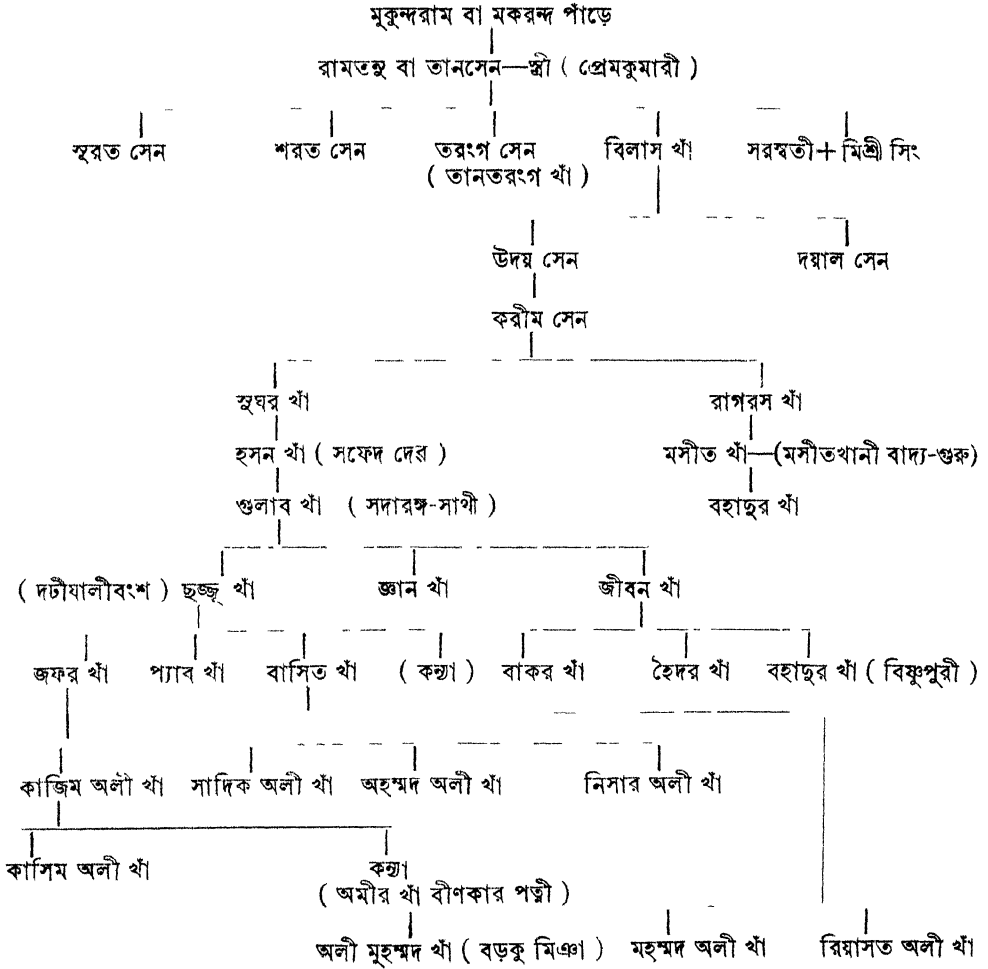 মুকুন্দরাম বা মকরন্দ পাঁড়ে
রামতনু বা তানসেন—স্ত্রী ( প্রেমকুমারী )
সুরত সেন শরত সেন তরংগ সেন বিলাস খাঁ সরস্বতী+মিশ্রী সিং
( তানতরংগ খাঁ )
উদয় সেন দয়াল সেন
করীম সেন
সুঘর খাঁ রাগরস খাঁ
হসন খাঁ ( সফেদ দেব ) মসীত খাঁ—(মসীতখানী বাদ্য-গুরু)
গুলাব খাঁ ( সদারঙ্গ-সাথী ) বহাদুর খাঁ
( দটীযালীবংশ ) ছজ্জূ খাঁ জ্ঞান খাঁ জীবন খাঁ
জফর খাঁ প্যাব খাঁ বাসিত খাঁ ( কন্যা ) বাকর খাঁ হৈদর খাঁ বহাদুর খাঁ ( বিষ্ণুপুরী )
কাজিম অলী খাঁ সাদিক অলী খাঁ অহম্মদ অলী খাঁ নিসার অলী খাঁ
কাসিম অলী খাঁ কন্যা
( অমীর খাঁ বীণকার পত্নী )
অলী মুহম্মদ খাঁ ( বড়কু মিঞা ) মহম্মদ অলী খাঁ রিয়াসত অলী খাঁ